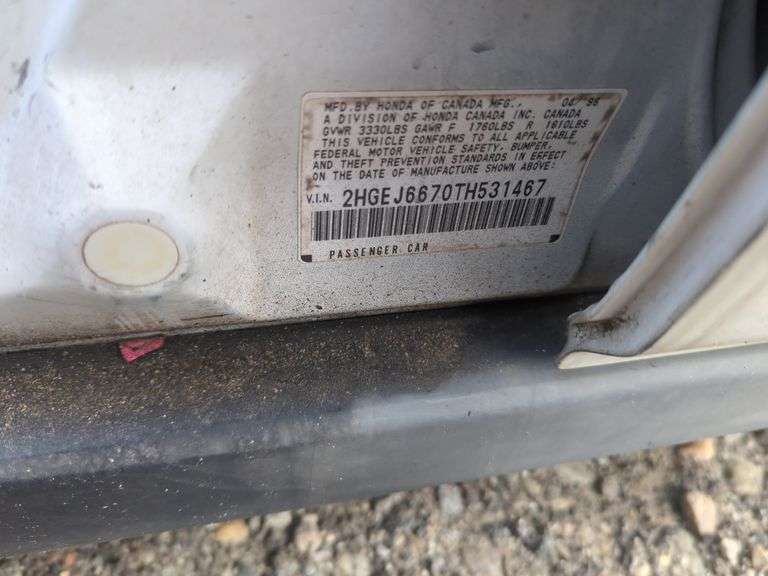 MFD.BY HONDA OF CANADA MFG., 04/96
A DIVISION OF HONDA CANADA INC. CANADA
GVWR 3330LBS GAWR F 1760LBS R 1610LBS
THIS VEHICLE CONFORMS TO ALL APPLICABLE
FEDERAL MOTOR VEHICLE SAFETY, BUMPER,
AND THEFT PREVENTION STANDARDS IN EFFECT
ON THE DATE OF MANUFACTURE SHOWN ABOVE:
V.I.N. 2HGEJ6670TH531467
PASSENGER CAR